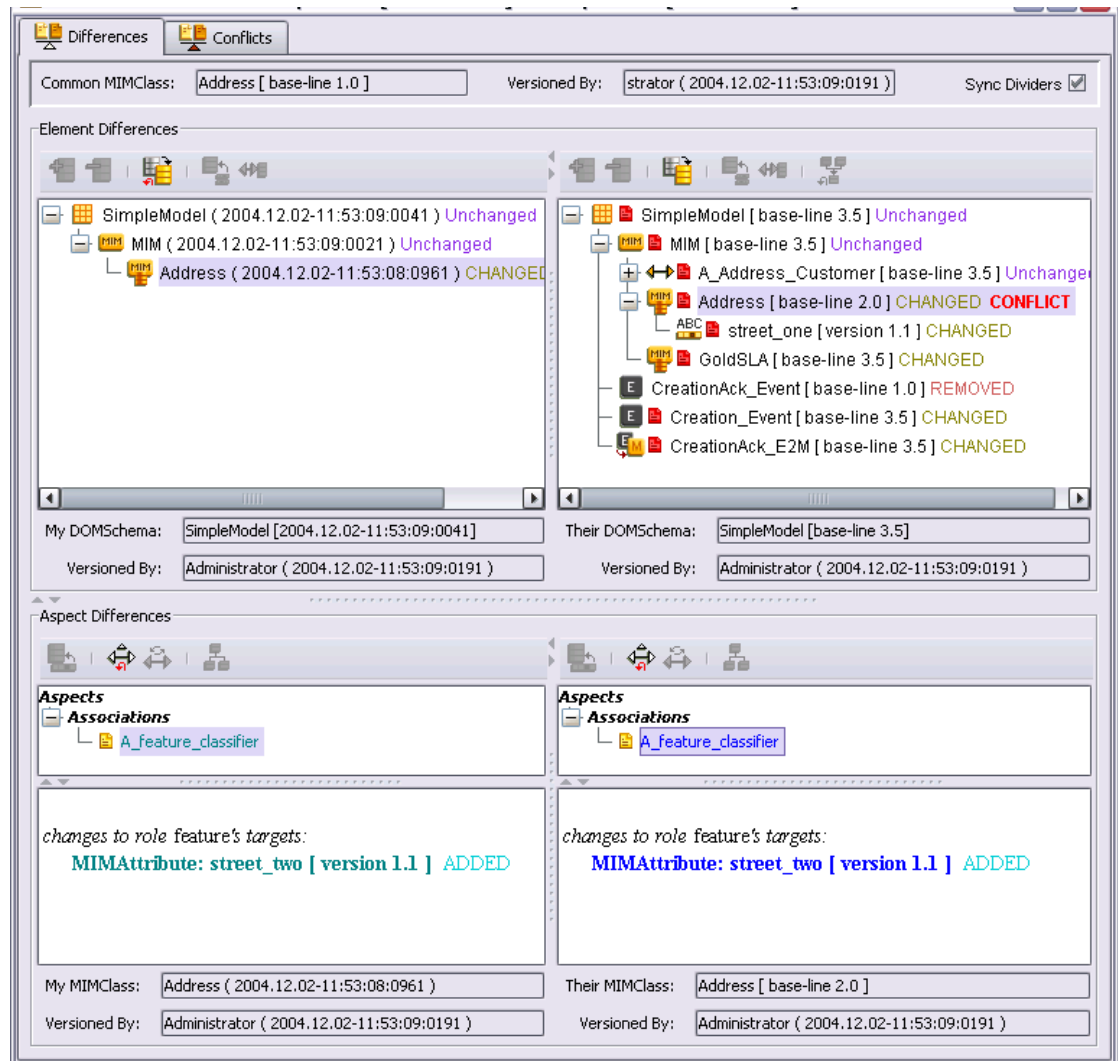 Differences
Conflicts
Common MIMClass: Address [ base-line 1.0 ] Versioned By: strator ( 2004.12.02-11:53:09:0191 ) Sync Dividers
Element Differences
SimpleModel ( 2004.12.02-11:53:09:0041 ) Unchanged
MIM MIM ( 2004.12.02-11:53:09:0021 ) Unchanged
MIM Address ( 2004.12.02-11:53:08:0961 ) CHANGED
My DOMSchema: SimpleModel [2004.12.02-11:53:09:0041]
Versioned By: Administrator ( 2004.12.02-11:53:09:0191 )
SimpleModel [ base-line 3.5 ] Unchanged
MIM MIM [ base-line 3.5 ] Unchanged
A_Address_Customer [ base-line 3.5 ] Unchange
MIM Address [ base-line 2.0 ] CHANGED CONFLICT
ABC street_one [ version 1.1 ] CHANGED
MIM GoldSLA [ base-line 3.5 ] CHANGED
E CreationAck_Event [ base-line 1.0 ] REMOVED
E Creation_Event [ base-line 3.5 ] CHANGED
E M CreationAck_E2M [ base-line 3.5 ] CHANGED
Their DOMSchema: SimpleModel [base-line 3.5]
Versioned By: Administrator ( 2004.12.02-11:53:09:0191 )
Aspect Differences
Aspects
Associations
A_feature_classifier
changes to role feature's targets:
MIMAttribute: street_two [ version 1.1 ] ADDED
My MIMClass: Address ( 2004.12.02-11:53:08:0961 )
Versioned By: Administrator ( 2004.12.02-11:53:09:0191 )
Aspects
Associations
A_feature_classifier
changes to role feature's targets:
MIMAttribute: street_two [ version 1.1 ] ADDED
Their MIMClass: Address [ base-line 2.0 ]
Versioned By: Administrator ( 2004.12.02-11:53:09:0191 )